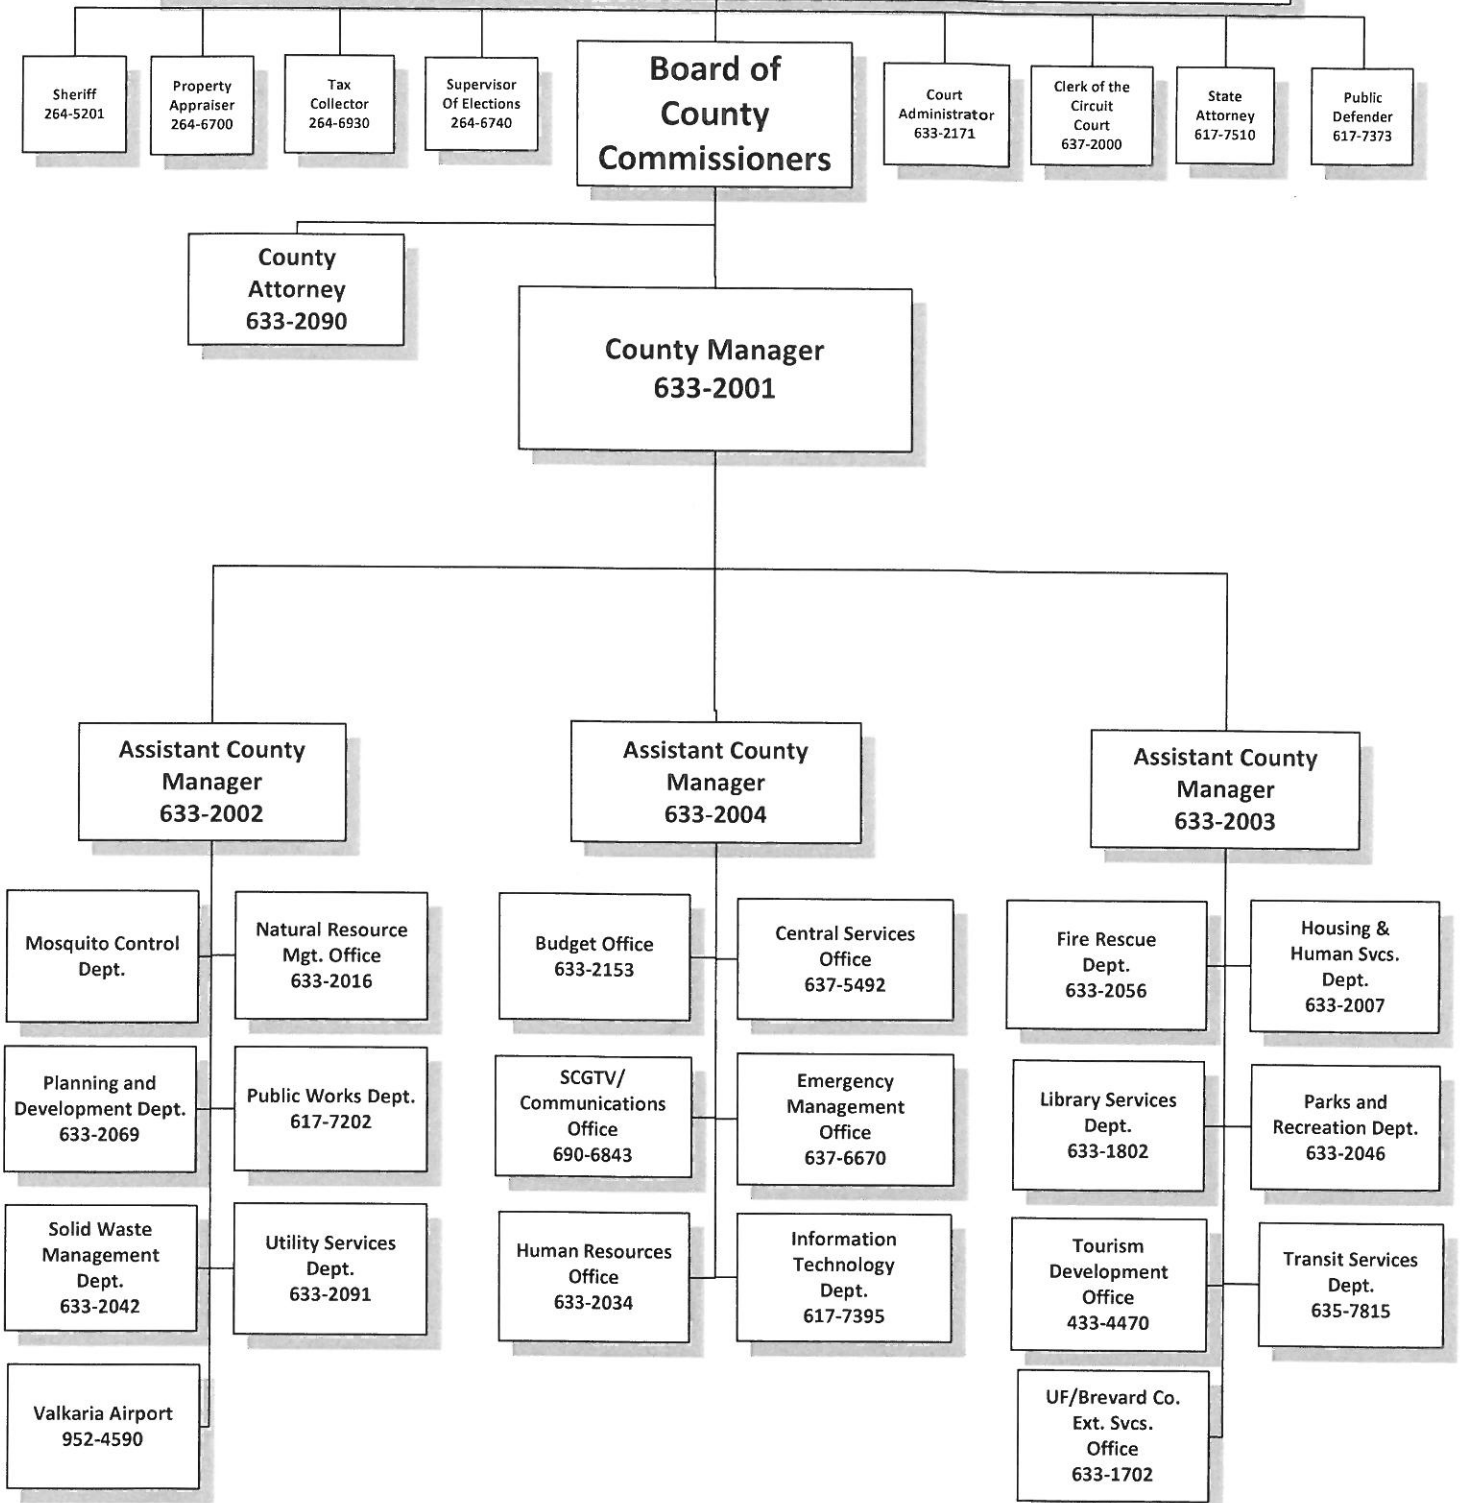 Sheriff
264-5201
Property
Appraiser
264-6700
Tax
Collector
264-6930
Supervisor
Of Elections
264-6740
Board of
County
Commissioners
Court
Administrator
633-2171
Clerk of the
Circuit
Court
637-2000
State
Attorney
617-7510
Public
Defender
617-7373
County
Attorney
633-2090
County Manager
633-2001
Assistant County
Manager
633-2002
Assistant County
Manager
633-2004
Assistant County
Manager
633-2003
Mosquito Control
Dept.
Natural Resource
Mgt. Office
633-2016
Planning and
Development Dept.
633-2069
Public Works Dept.
617-7202
Solid Waste
Management
Dept.
633-2042
Utility Services
Dept.
633-2091
Valkaria Airport
952-4590
Budget Office
633-2153
Central Services
Office
637-5492
SCGTV/
Communications
Office
690-6843
Emergency
Management
Office
637-6670
Human Resources
Office
633-2034
Information
Technology
Dept.
617-7395
Fire Rescue
Dept.
633-2056
Housing &
Human Svcs.
Dept.
633-2007
Library Services
Dept.
633-1802
Parks and
Recreation Dept.
633-2046
Tourism
Development
Office
433-4470
Transit Services
Dept.
635-7815
UF/Brevard Co.
Ext. Svcs.
Office
633-1702